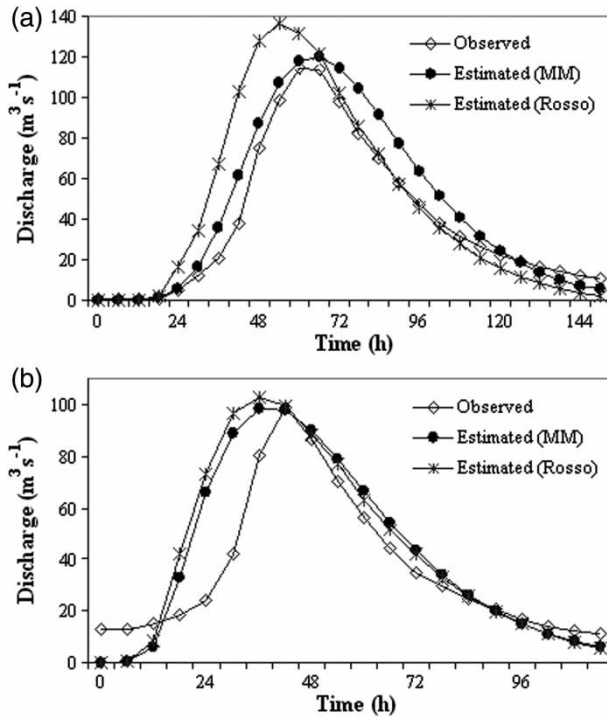 (a)
140
120
100
80
60
40
20
0
Discharge (m³ s⁻¹)
Observed
Estimated (MM)
Estimated (Rosso)
0 24 48 72 96 120 144
Time (h)
(b)
100
80
60
40
20
0
Discharge (m³ s⁻¹)
Observed
Estimated (MM)
Estimated (Rosso)
0 24 48 72 96
Time (h)